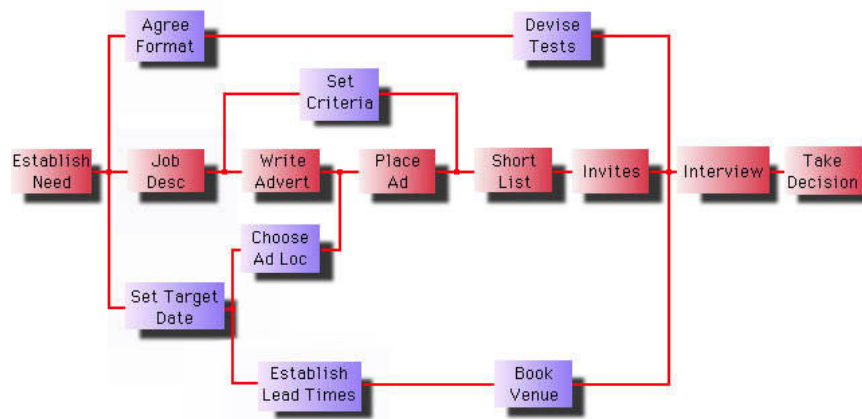 Agree
Format
Devise
Tests
Set
Criteria
Establish
Need
Job
Desc
Write
Advert
Place
Ad
Short
List
Invites
Interview
Take
Decision
Choose
Ad Loc
Set Target
Date
Establish
Lead Times
Book
Venue